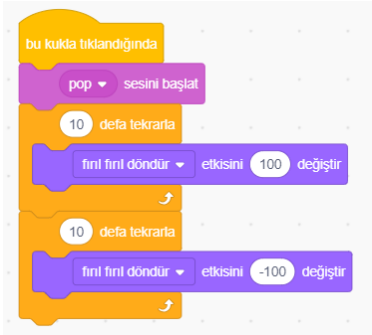 bu kukla tıklandığında
pop sesini başlat
10 defa tekrarla
fırıl fırıl döndür etkisini 100 değiştir
10 defa tekrarla
fırıl fırıl döndür etkisini -100 değiştir